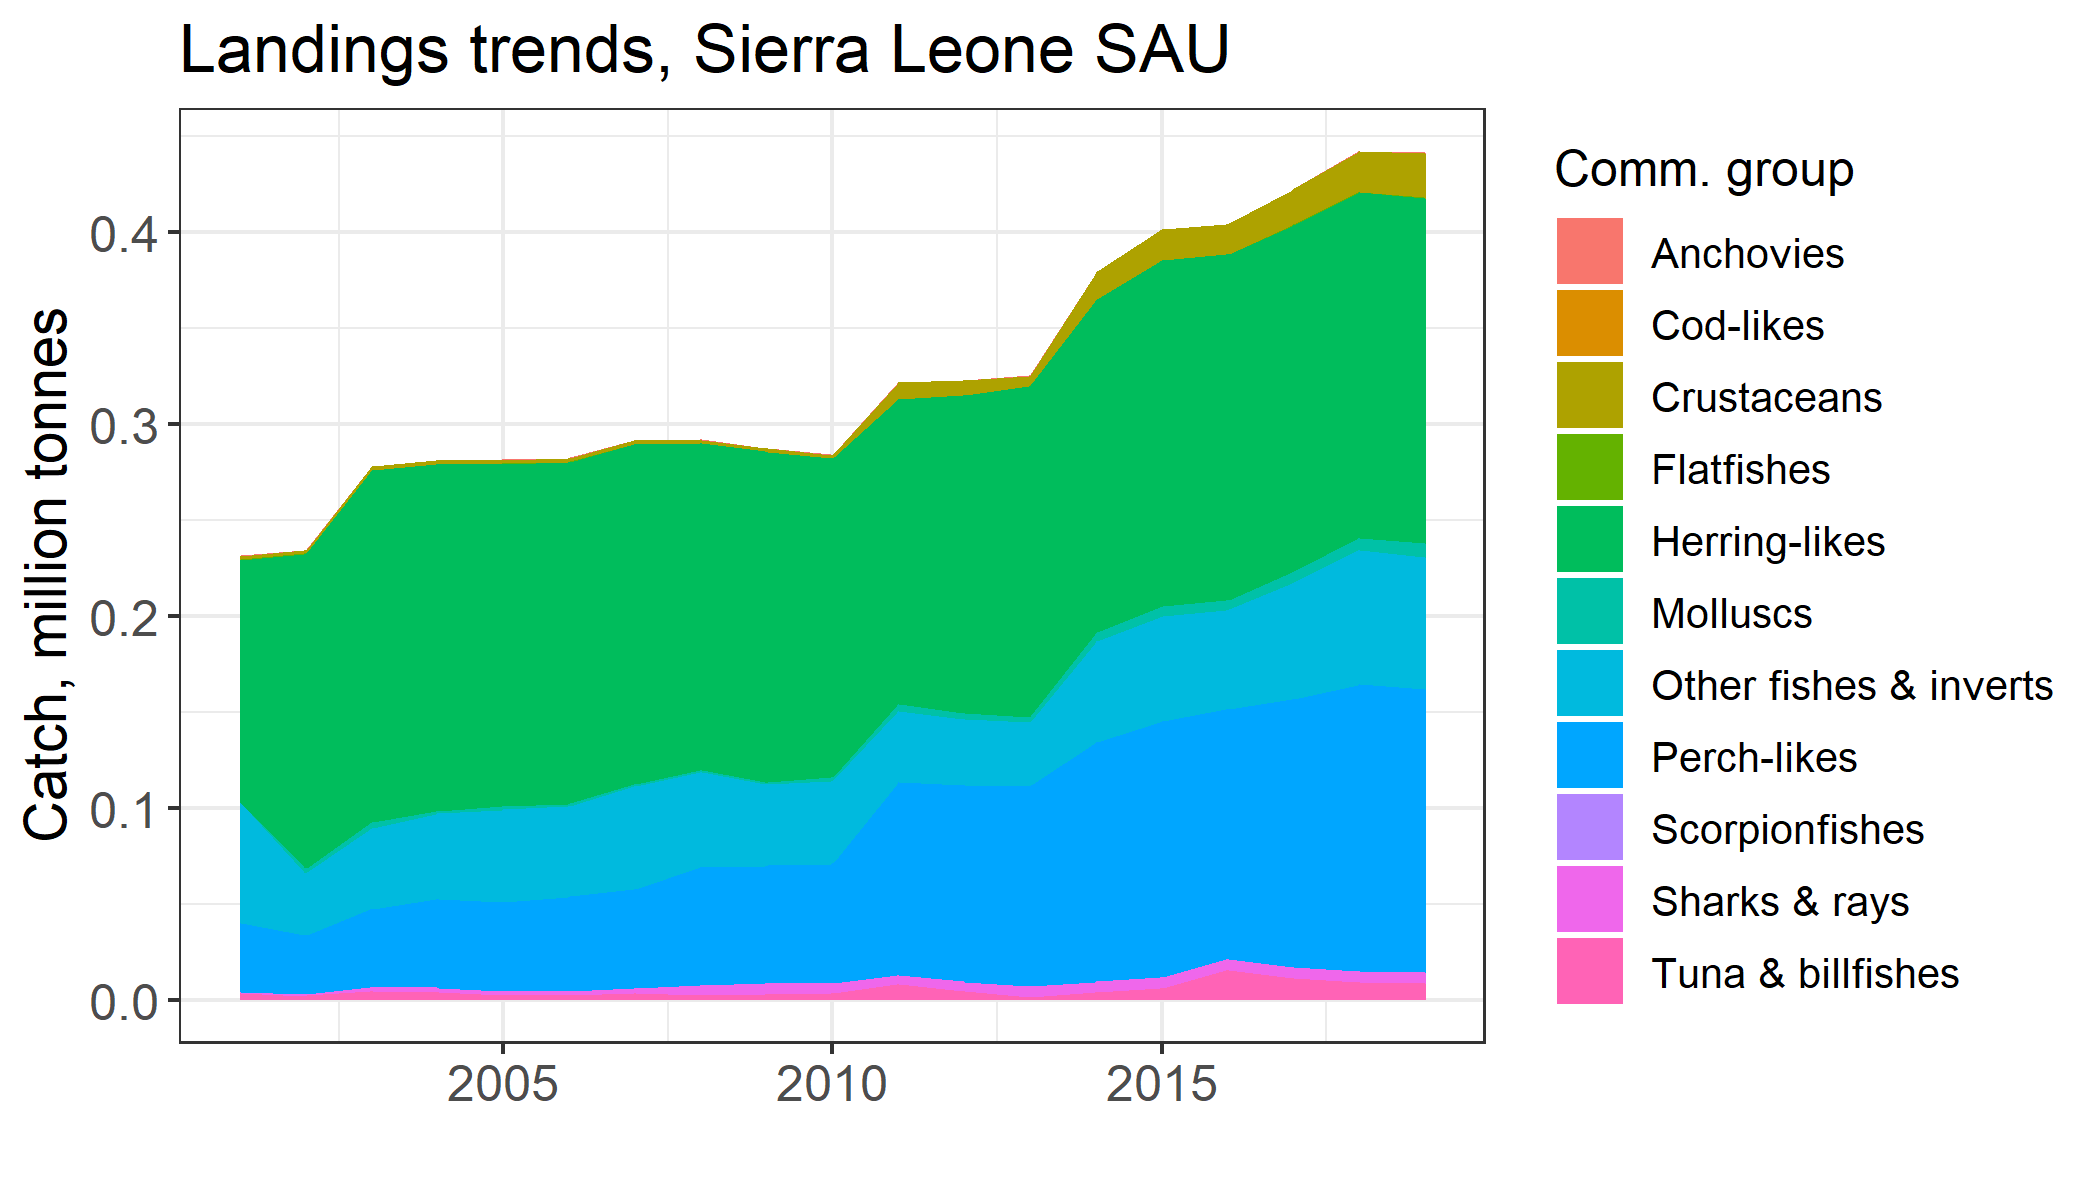 Landings trends, Sierra Leone SAU
Catch, million tonnes
0.4
0.3
0.2
0.1
0.0
2005
2010
2015
Comm. group
Anchovies
Cod-likes
Crustaceans
Flatfishes
Herring-likes
Molluscs
Other fishes & inverts
Perch-likes
Scorpionfishes
Sharks & rays
Tuna & billfishes